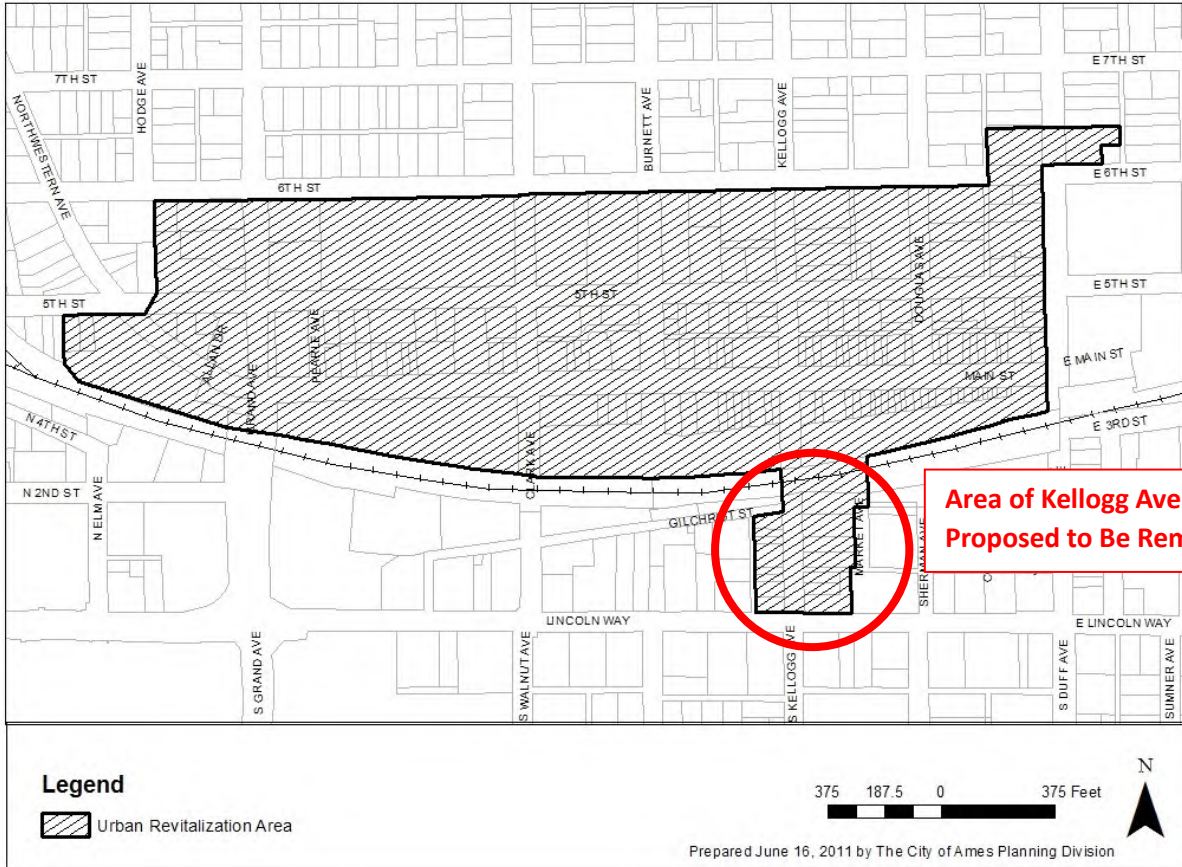 7TH ST
E 7TH ST
HODGE AVE
NORTHWESTERN AVE
BURNETT AVE
KELLOGG AVE
6TH ST
E 6TH ST
5TH ST
5TH ST
E 5TH ST
DOUGLAS AVE
ALLAN DR
PEARLE AVE
GRAND AVE
MAIN ST
E MAIN ST
N 4TH ST
E 3RD ST
CLARK AVE
N 2ND ST
N ELM AVE
GILCHRIST ST
MARKET AVE
SHERMAN AVE
Area of Kellogg Ave
Proposed to Be Rem
LINCOLN WAY
E LINCOLN WAY
S GRAND AVE
S WALNUT AVE
S KELLOGG AVE
S DUFF AVE
SUMNER AVE
Legend
Urban Revitalization Area
375 187.5 0 375 Feet
N
Prepared June 16, 2011 by The City of Ames Planning Division